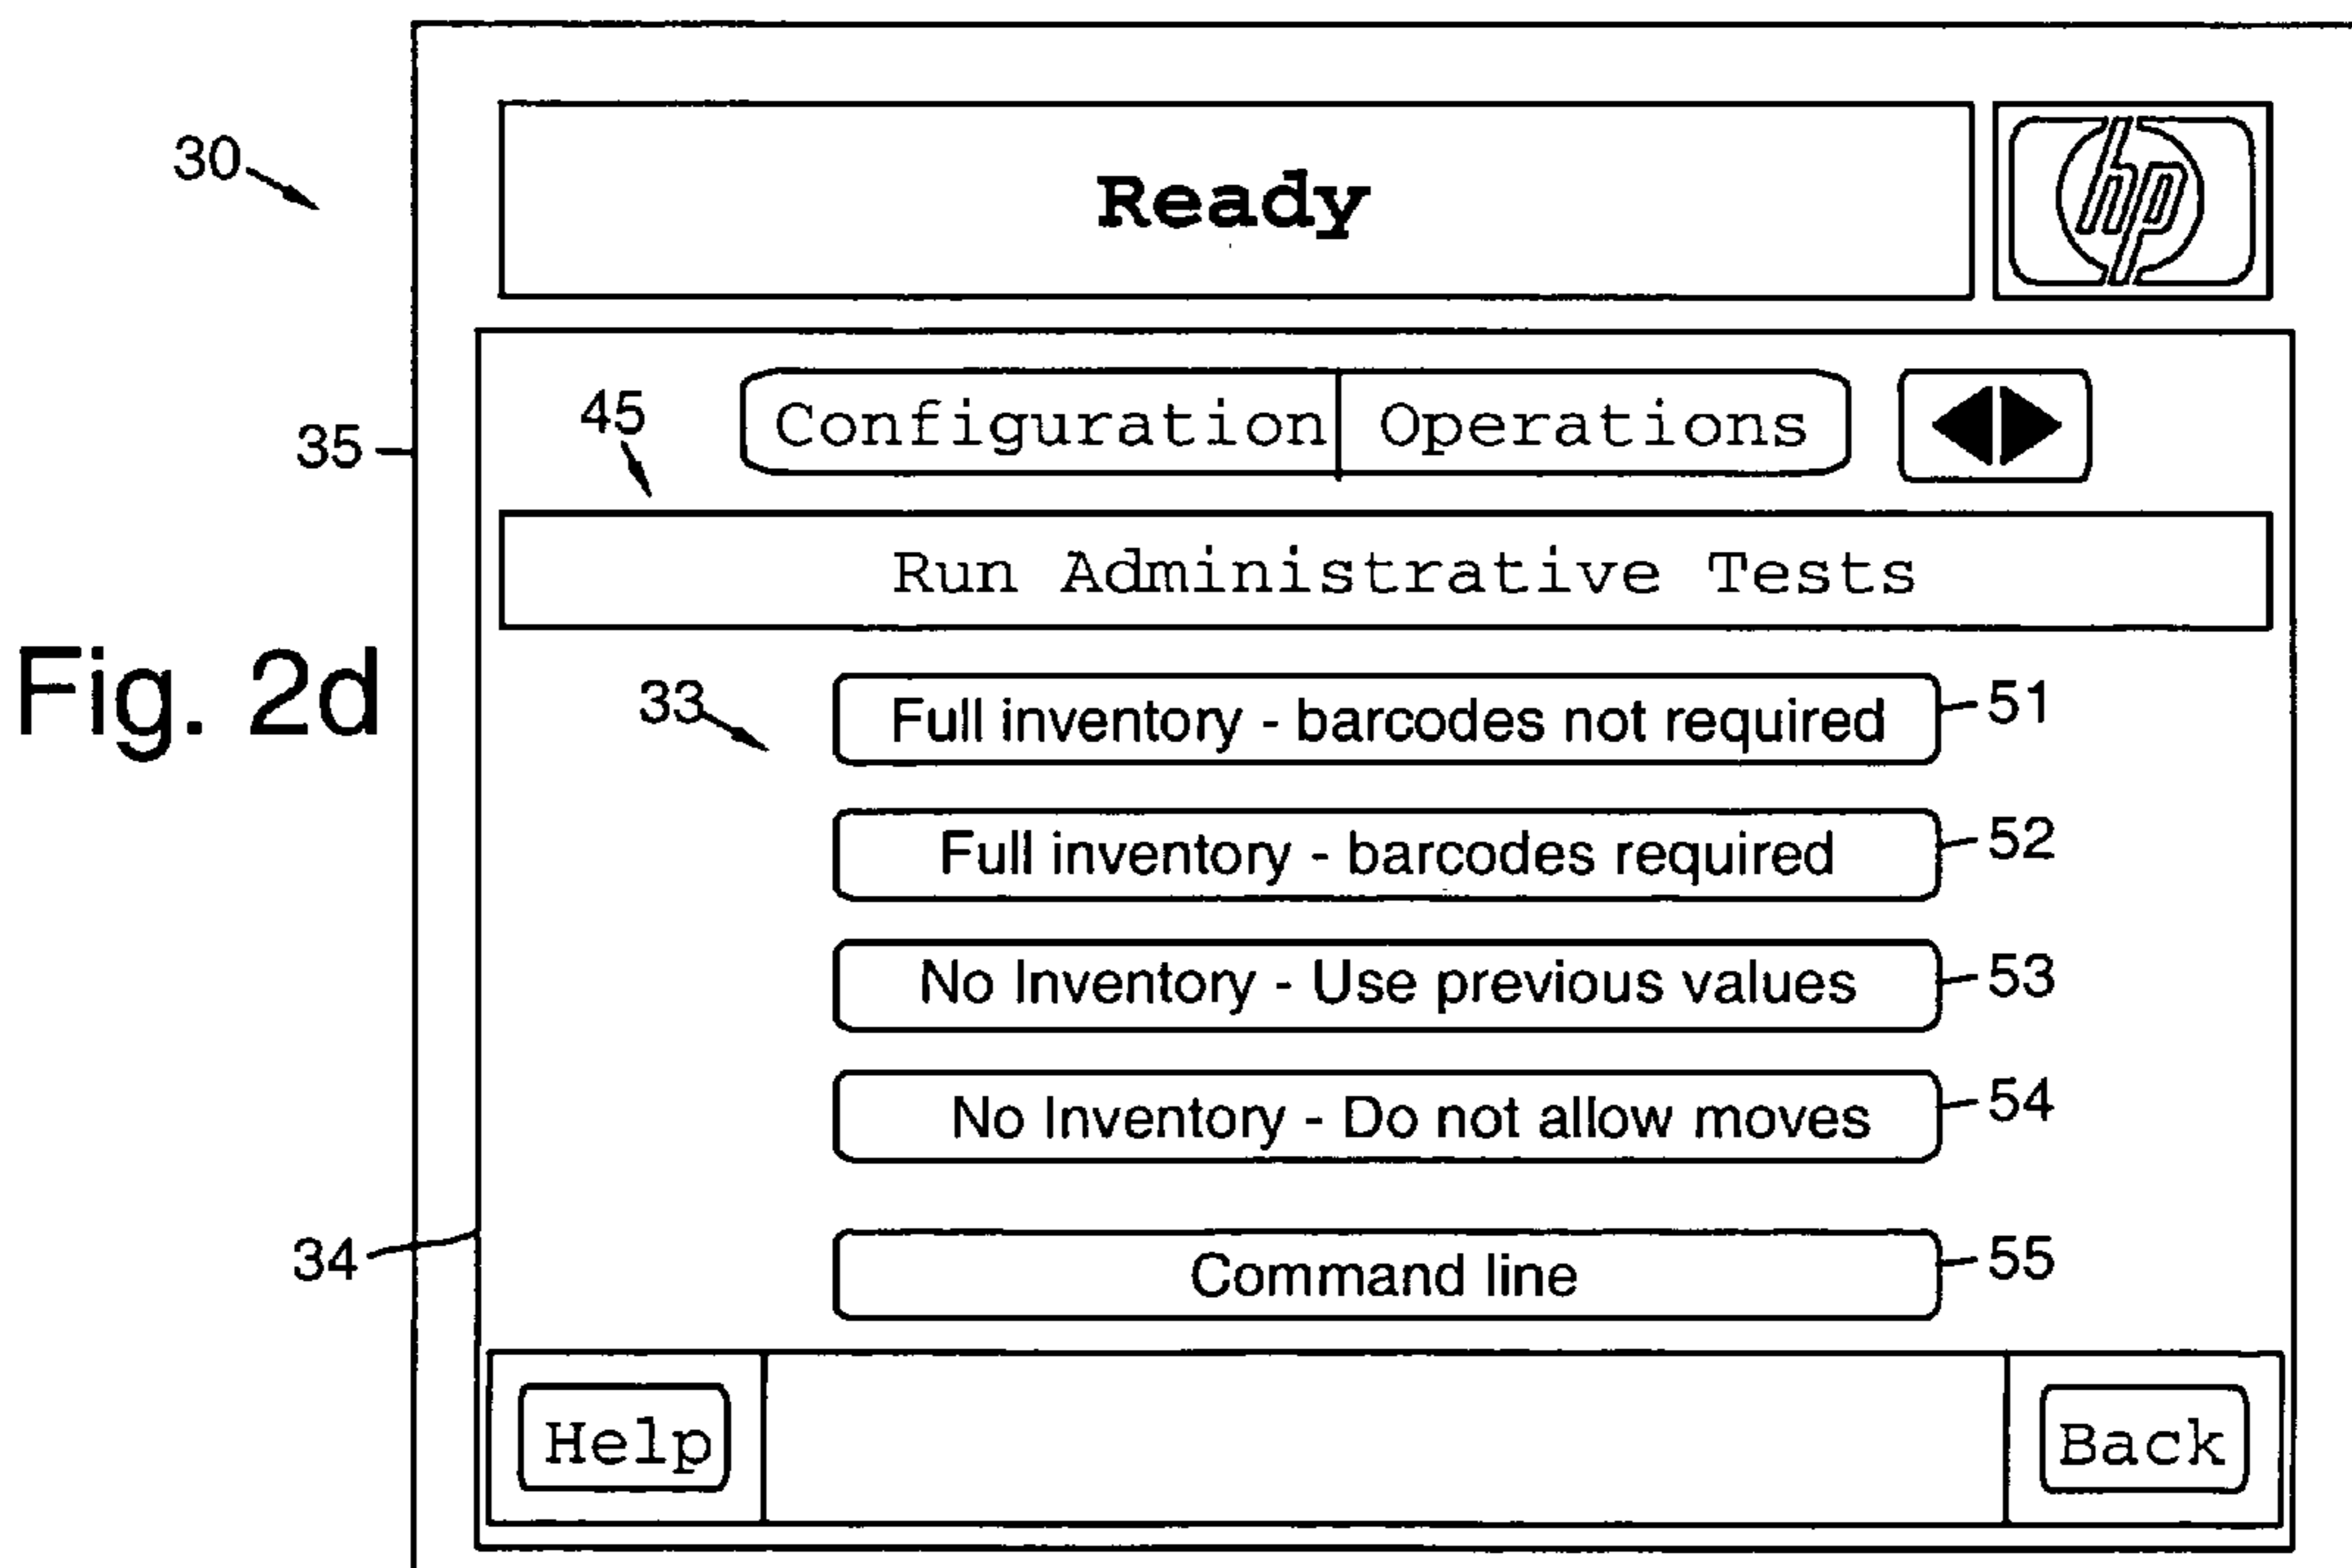 30
Ready
hp
35
45
Configuration Operations
Run Administrative Tests
Fig. 2d
33
Full inventory - barcodes not required 51
Full inventory - barcodes required 52
No Inventory - Use previous values 53
No Inventory - Do not allow moves 54
34
Command line 55
Help
Back